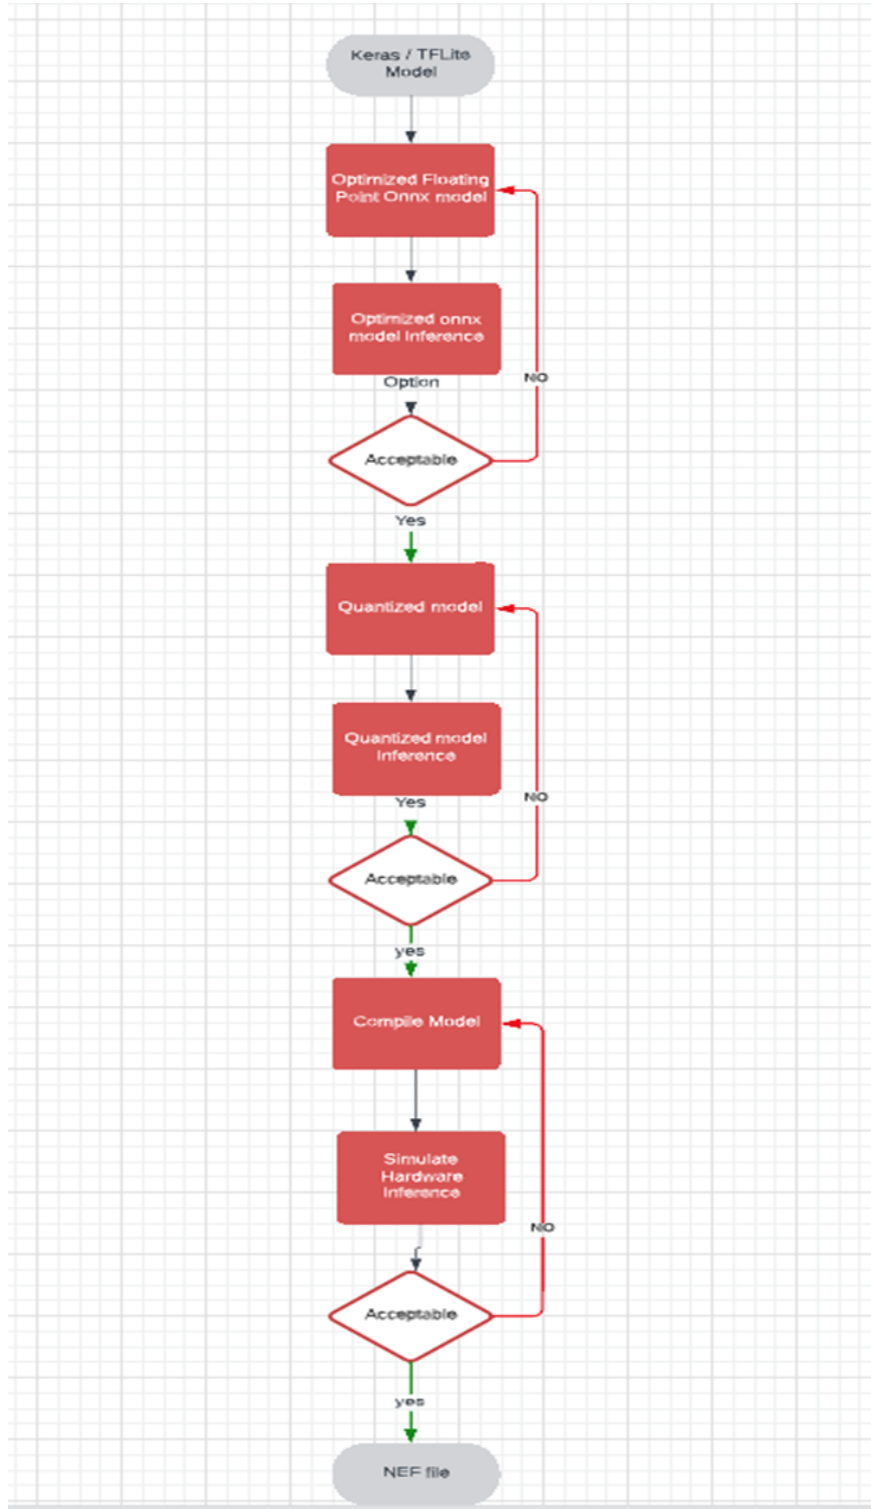 Keras / TFLite
Model
Optimized Floating
Point Onnx model
Optimized onnx
model Inference
Option
NO
Acceptable
Yes
Quantized model
Quantized model
Inference
Yes
NO
Acceptable
yes
Compile Model
Simulate
Hardware
Inference
NO
Acceptable
yes
NEF file